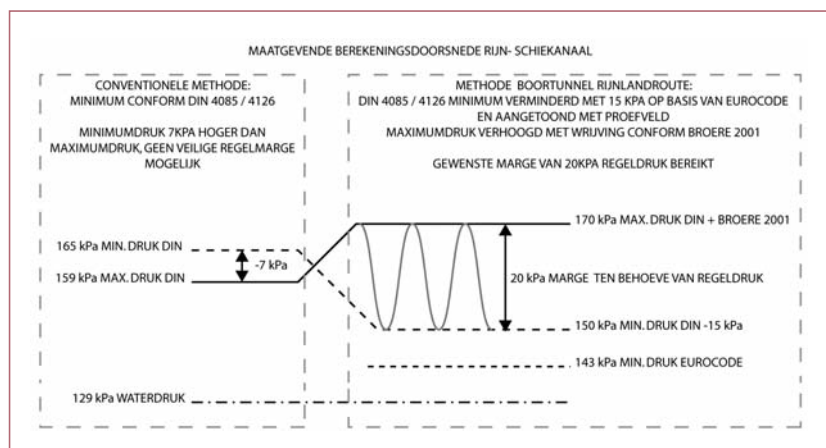 MAATGEVENDE BEREKENINGSDOORSNEDE RIJN- SCHIEKANAAL
CONVENTIONELE METHODE:
MINIMUM CONFORM DIN 4085 / 4126
MINIMUMDRUK 7KPA HOGER DAN
MAXIMUMDRUK, GEEN VEILIGE REGELMARGE
MOGELIJK
METHODE BOORTUNNEL RIJNLANDROUTE:
DIN 4085 / 4126 MINIMUM VERMINDERD MET 15 KPA OP BASIS VAN EUROCODE
EN AANGETOOND MET PROEFVELD
MAXIMUMDRUK VERHOOGD MET WRIJVING CONFORM BROERE 2001
GEWENSTE MARGE VAN 20KPA REGELDRUK BEREIKT
165 kPa MIN. DRUK DIN
-7 kPa
159 kPa MAX. DRUK DIN
129 kPa WATERDRUK
170 kPa MAX. DRUK DIN + BROERE 2001
20 kPa MARGE TEN BEHOEVE VAN REGELDRUK
150 kPa MIN. DRUK DIN -15 kPa
143 kPa MIN. DRUK EUROCODE